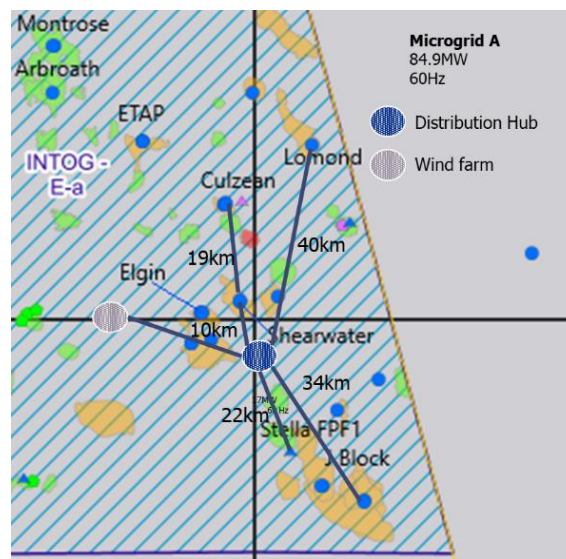 Montrose
Arbroath
ETAP
INTOG -
E-a
Culzean
Lomond
Microgrid A
84.9MW
60Hz
Distribution Hub
Wind farm
19km
40km
Elgin
10km
Shearwater
34km
22km
Stella FPF1
J Block